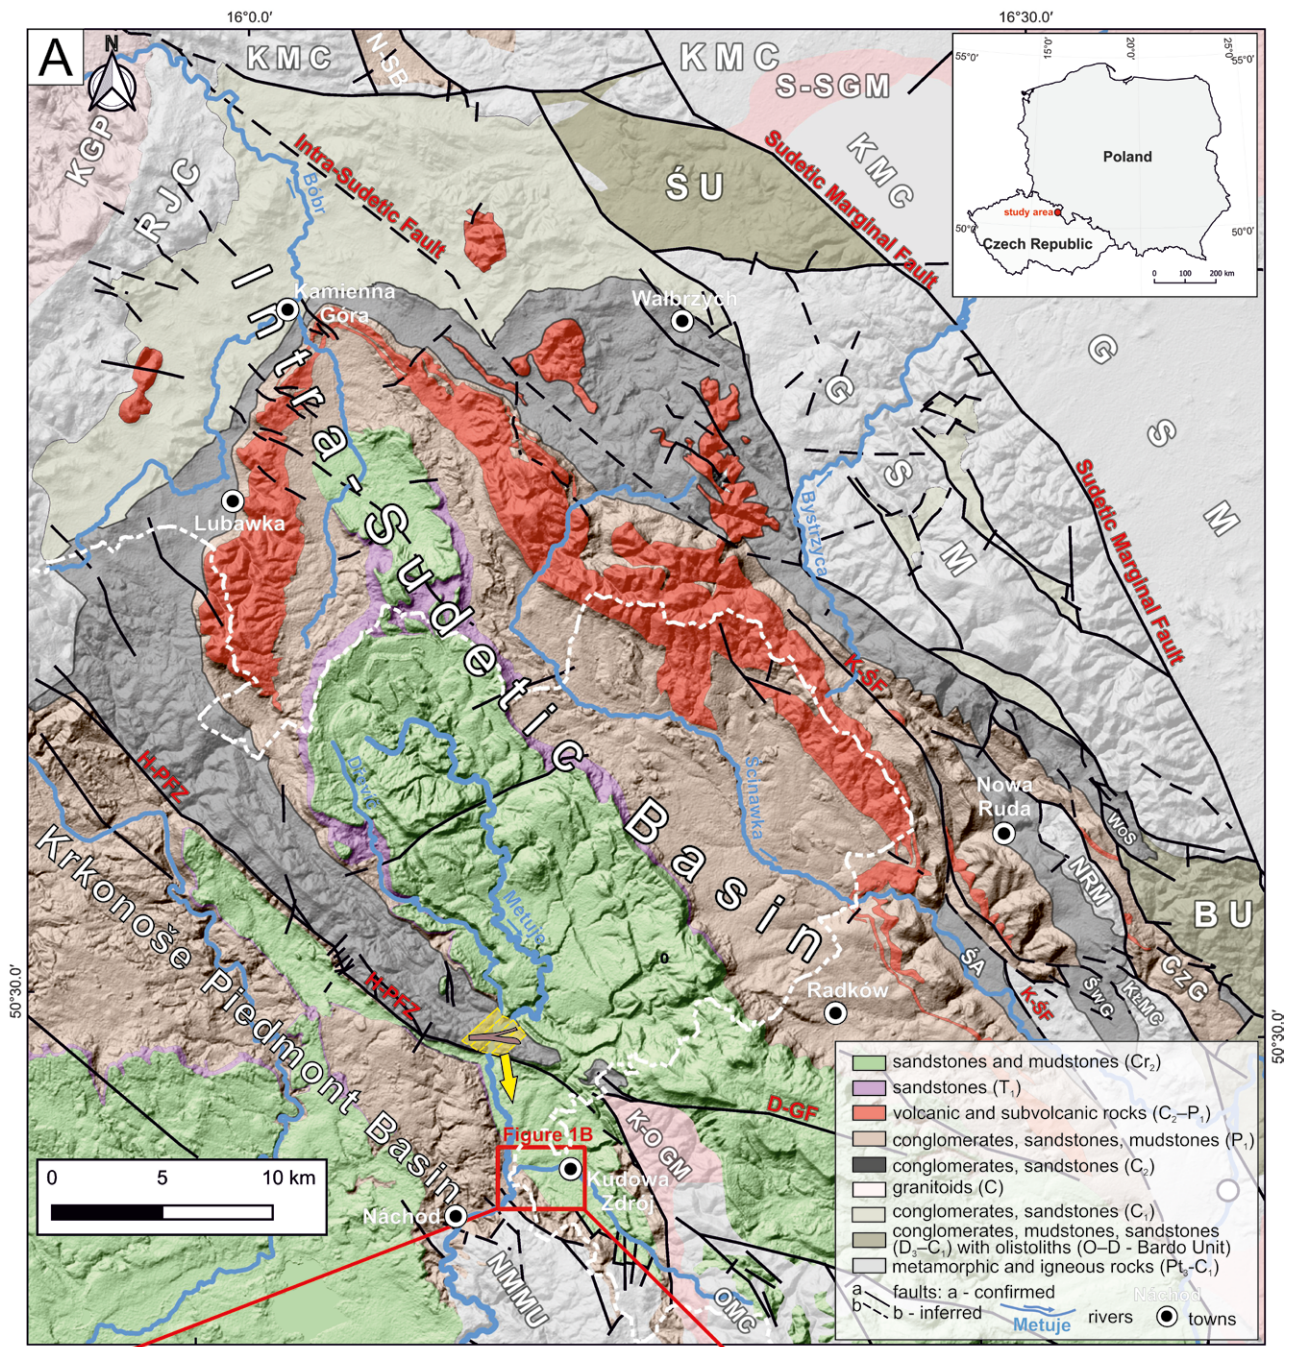 16°0.0'
16°30.0'
A
N
KMC
N-SB
KMC
S-SGM
KMC
KGP
RJC
Intra-Sudetic Fault
Bóbr
ŚU
Sudetic Marginal Fault
55°0'
15°0'
20°0'
25°0'
55°0'
Poland
study area
50°0'
50°0'
Czech Republic
0 100 200 km
Kamienna
Góra
Wałbrzych
G
S
M
G
S
M
Lubawka
Bystrzyca
Sudetic Marginal Fault
Intra-Sudetic Basin
K-ŚF
H-PFZ
Dřevíč
Ścinawka
Nowa
Ruda
WoS
NRM
Krkonoše Piedmont Basin
Metuje
BU
ŚA
CZG
0
Radków
H-PFZ
K-ŚF
ŚwG
KŁMC
50°30.0'
50°30.0'
D-GF
K-O GM
Figure 1B
Kudowa
Zdrój
Náchod
NMMU
OMC
0 5 10 km
sandstones and mudstones (Cr2)
sandstones (T1)
volcanic and subvolcanic rocks (C2–P1)
conglomerates, sandstones, mudstones (P1)
conglomerates, sandstones (C2)
granitoids (C)
conglomerates, sandstones (C1)
conglomerates, mudstones, sandstones
(D3–C1) with olistoliths (O–D - Bardo Unit)
metamorphic and igneous rocks (Pt3-C1)
a faults: a - confirmed
b b - inferred
Metuje rivers
Náchod
towns